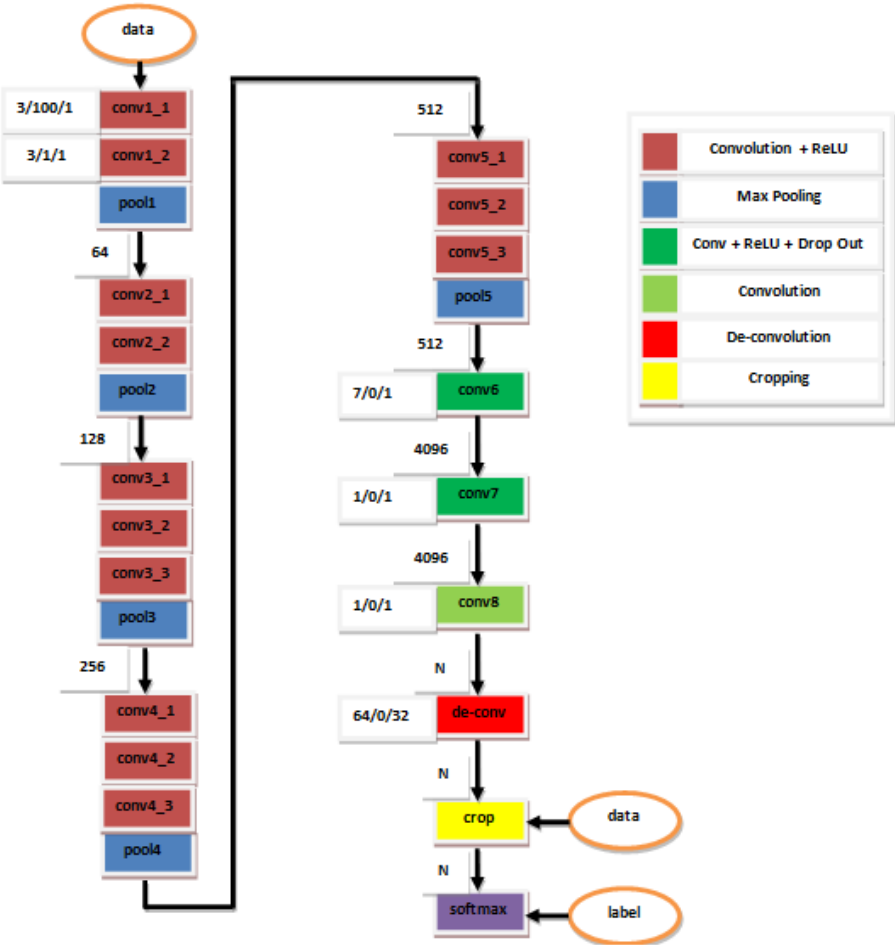 data
3/100/1
conv1_1
3/1/1
conv1_2
pool1
64
conv2_1
conv2_2
pool2
128
conv3_1
conv3_2
conv3_3
pool3
256
conv4_1
conv4_2
conv4_3
pool4
512
conv5_1
conv5_2
conv5_3
pool5
512
7/0/1
conv6
4096
1/0/1
conv7
4096
1/0/1
conv8
N
64/0/32
de-conv
N
crop
data
N
softmax
label
Convolution + ReLU
Max Pooling
Conv + ReLU + Drop Out
Convolution
De-convolution
Cropping